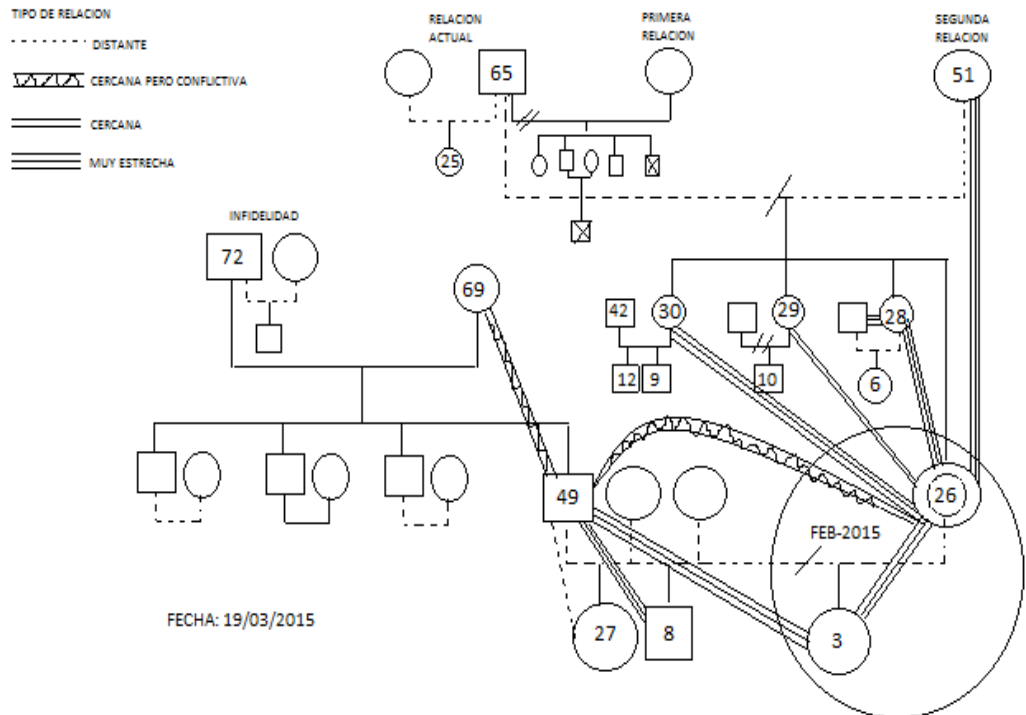 TIPO DE RELACION
DISTANTE
CERCANA PERO CONFLICTIVA
CERCANA
MUY ESTRECHA
RELACION
ACTUAL
PRIMERA
RELACION
SEGUNDA
RELACION
65
51
25
INFIDELIDAD
72
69
42
30
29
28
12
9
10
6
49
26
FEB-2015
27
8
3
FECHA: 19/03/2015